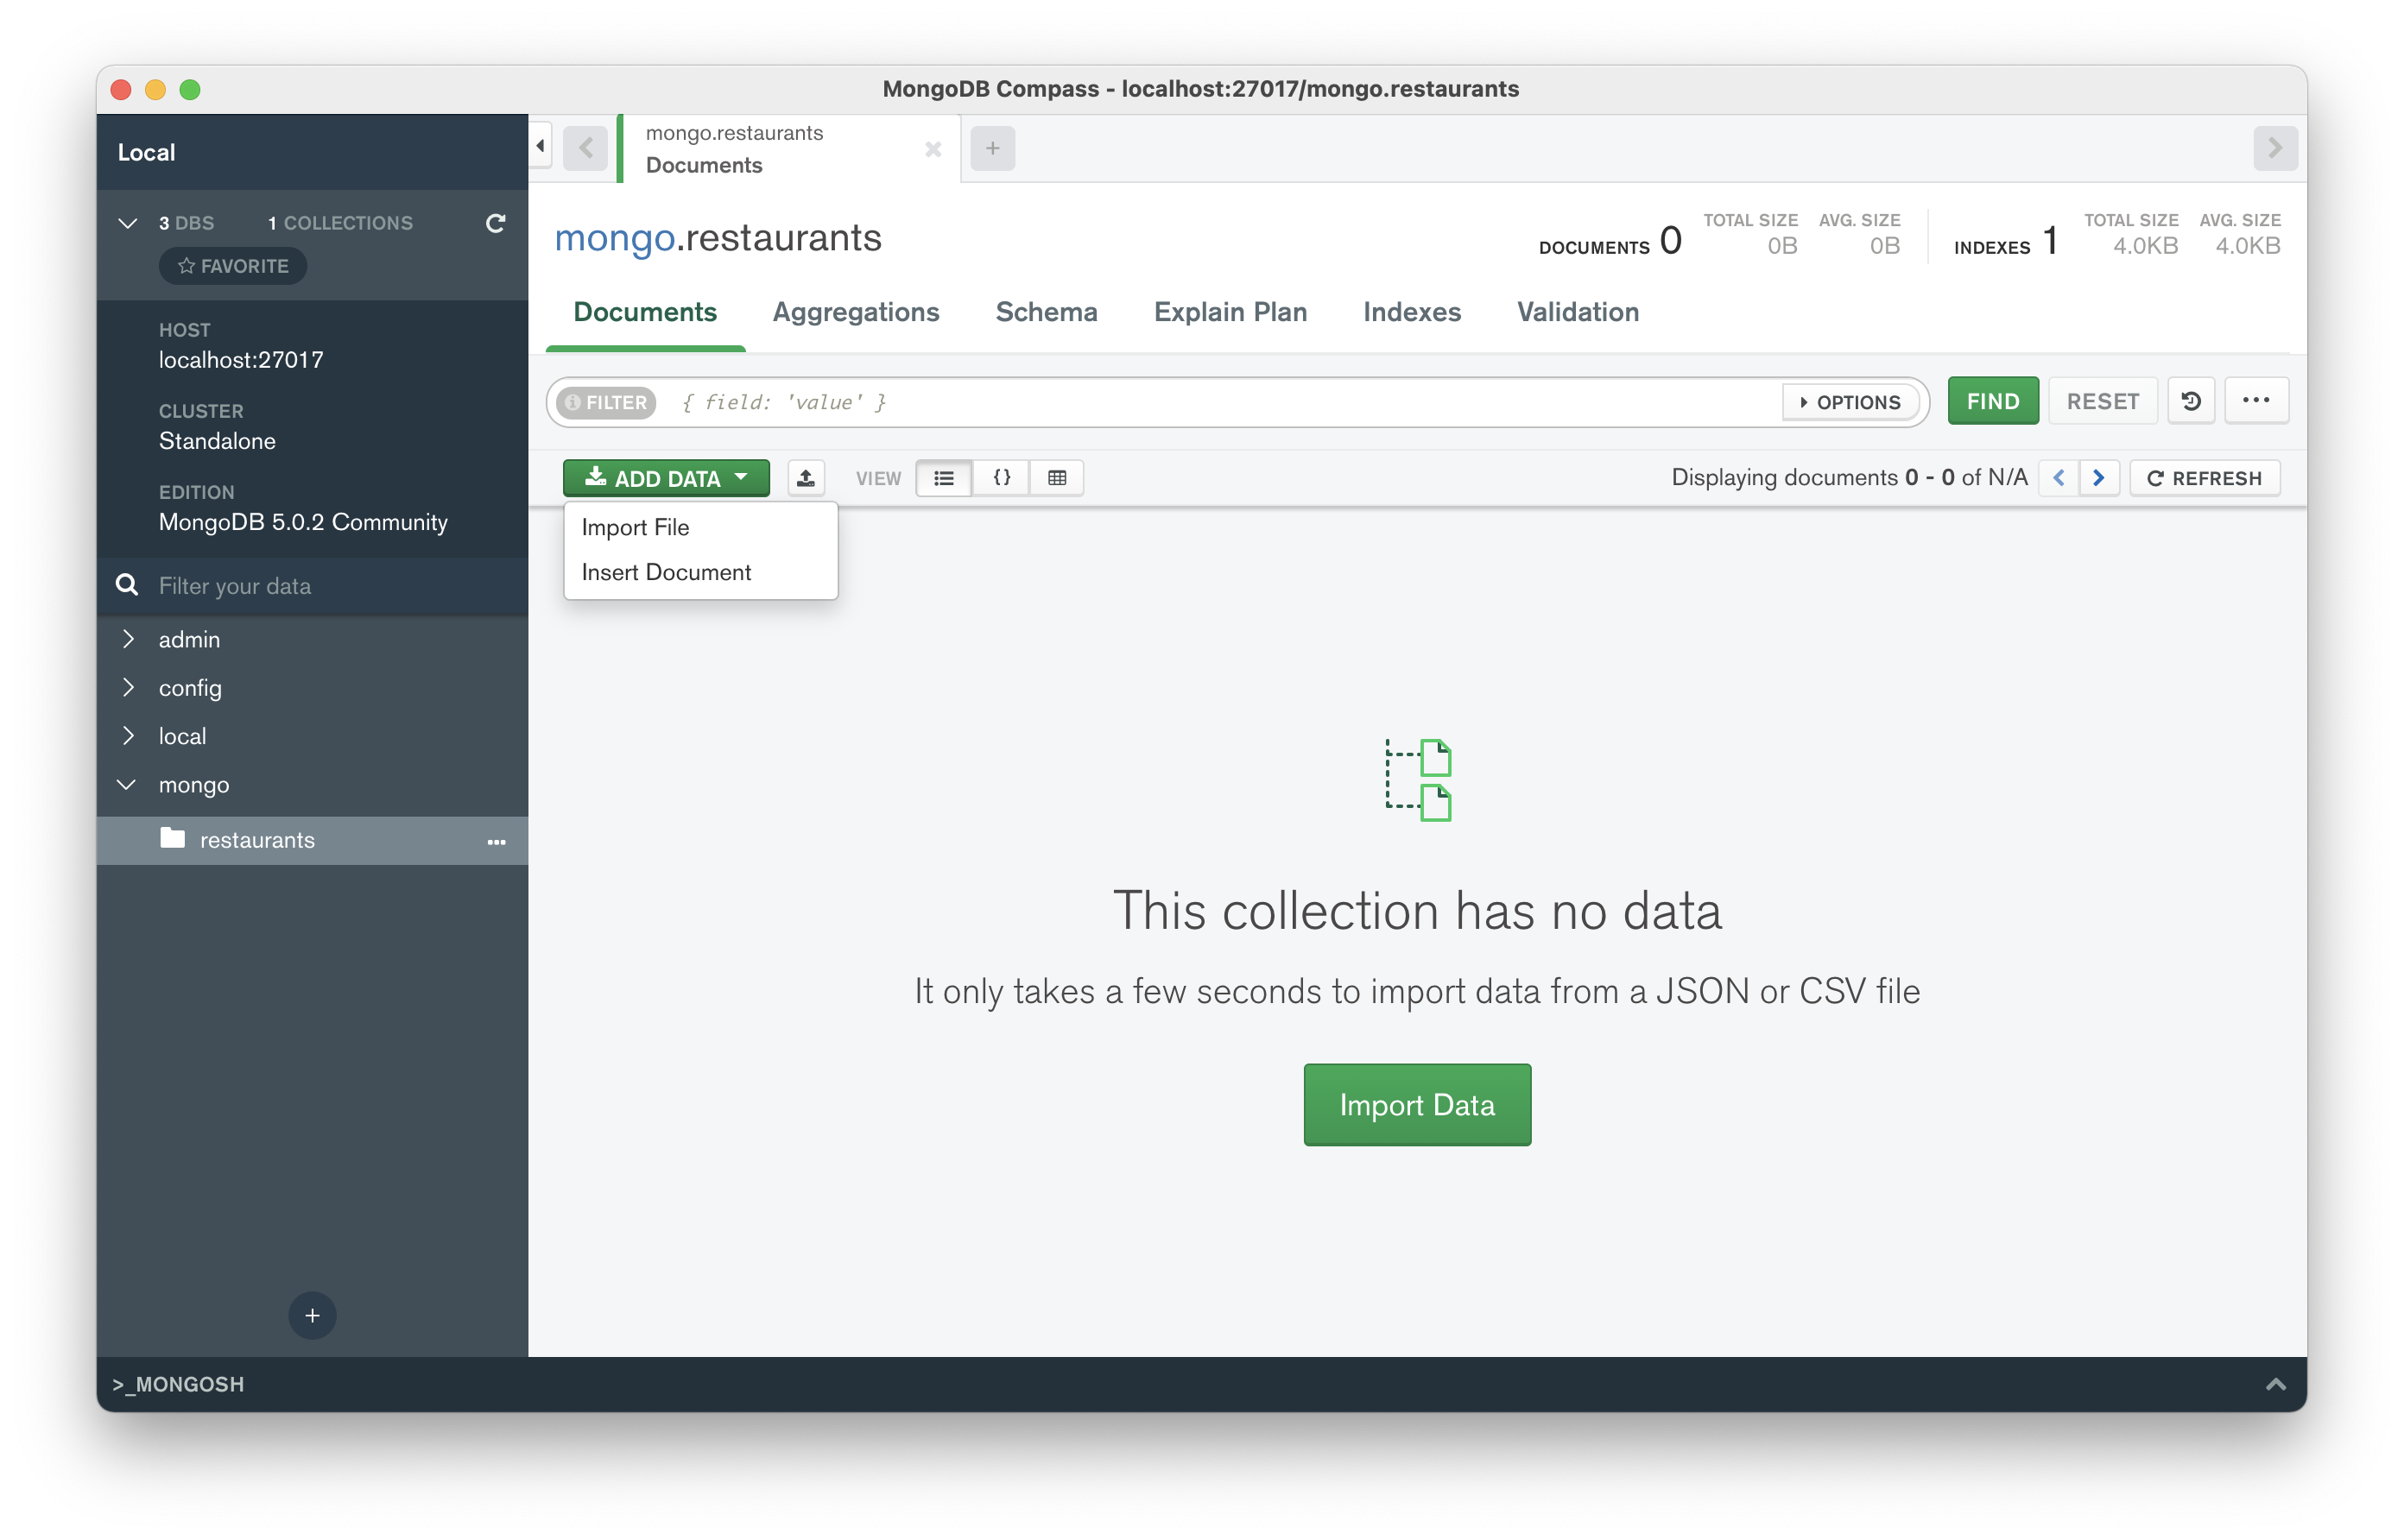 MongoDB Compass - localhost:27017/mongo.restaurants
Local
3 DBS 1 COLLECTIONS
FAVORITE
HOST
localhost:27017
CLUSTER
Standalone
EDITION
MongoDB 5.0.2 Community
Filter your data
admin
config
local
mongo
restaurants
mongo.restaurants
Documents
mongo.restaurants
DOCUMENTS 0
TOTAL SIZE
0B
AVG. SIZE
0B
INDEXES 1
TOTAL SIZE
4.0KB
AVG. SIZE
4.0KB
Documents Aggregations Schema Explain Plan Indexes Validation
FILTER { field: 'value' } OPTIONS FIND RESET
ADD DATA VIEW {} Displaying documents 0 - 0 of N/A REFRESH
Import File
Insert Document
This collection has no data
It only takes a few seconds to import data from a JSON or CSV file
Import Data
>_MONGOSH